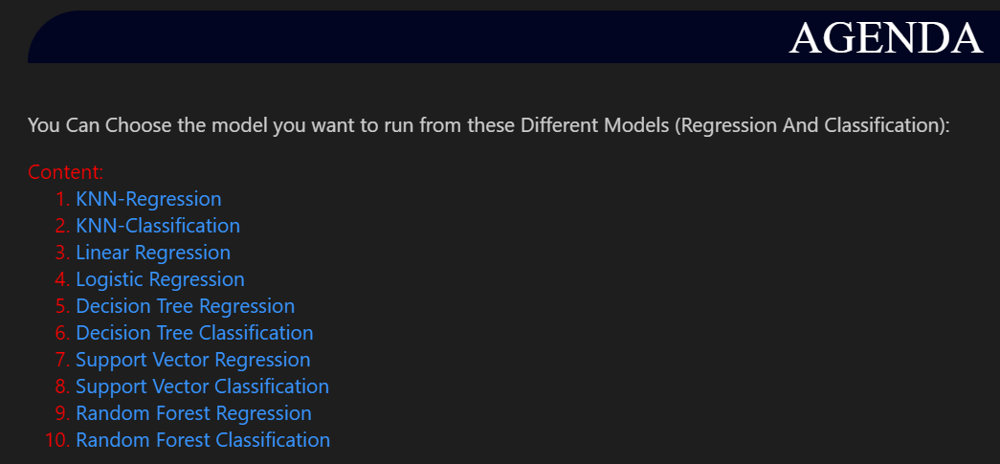 AGENDA
You Can Choose the model you want to run from these Different Models (Regression And Classification):
Content:
1. KNN-Regression
2. KNN-Classification
3. Linear Regression
4. Logistic Regression
5. Decision Tree Regression
6. Decision Tree Classification
7. Support Vector Regression
8. Support Vector Classification
9. Random Forest Regression
10. Random Forest Classification